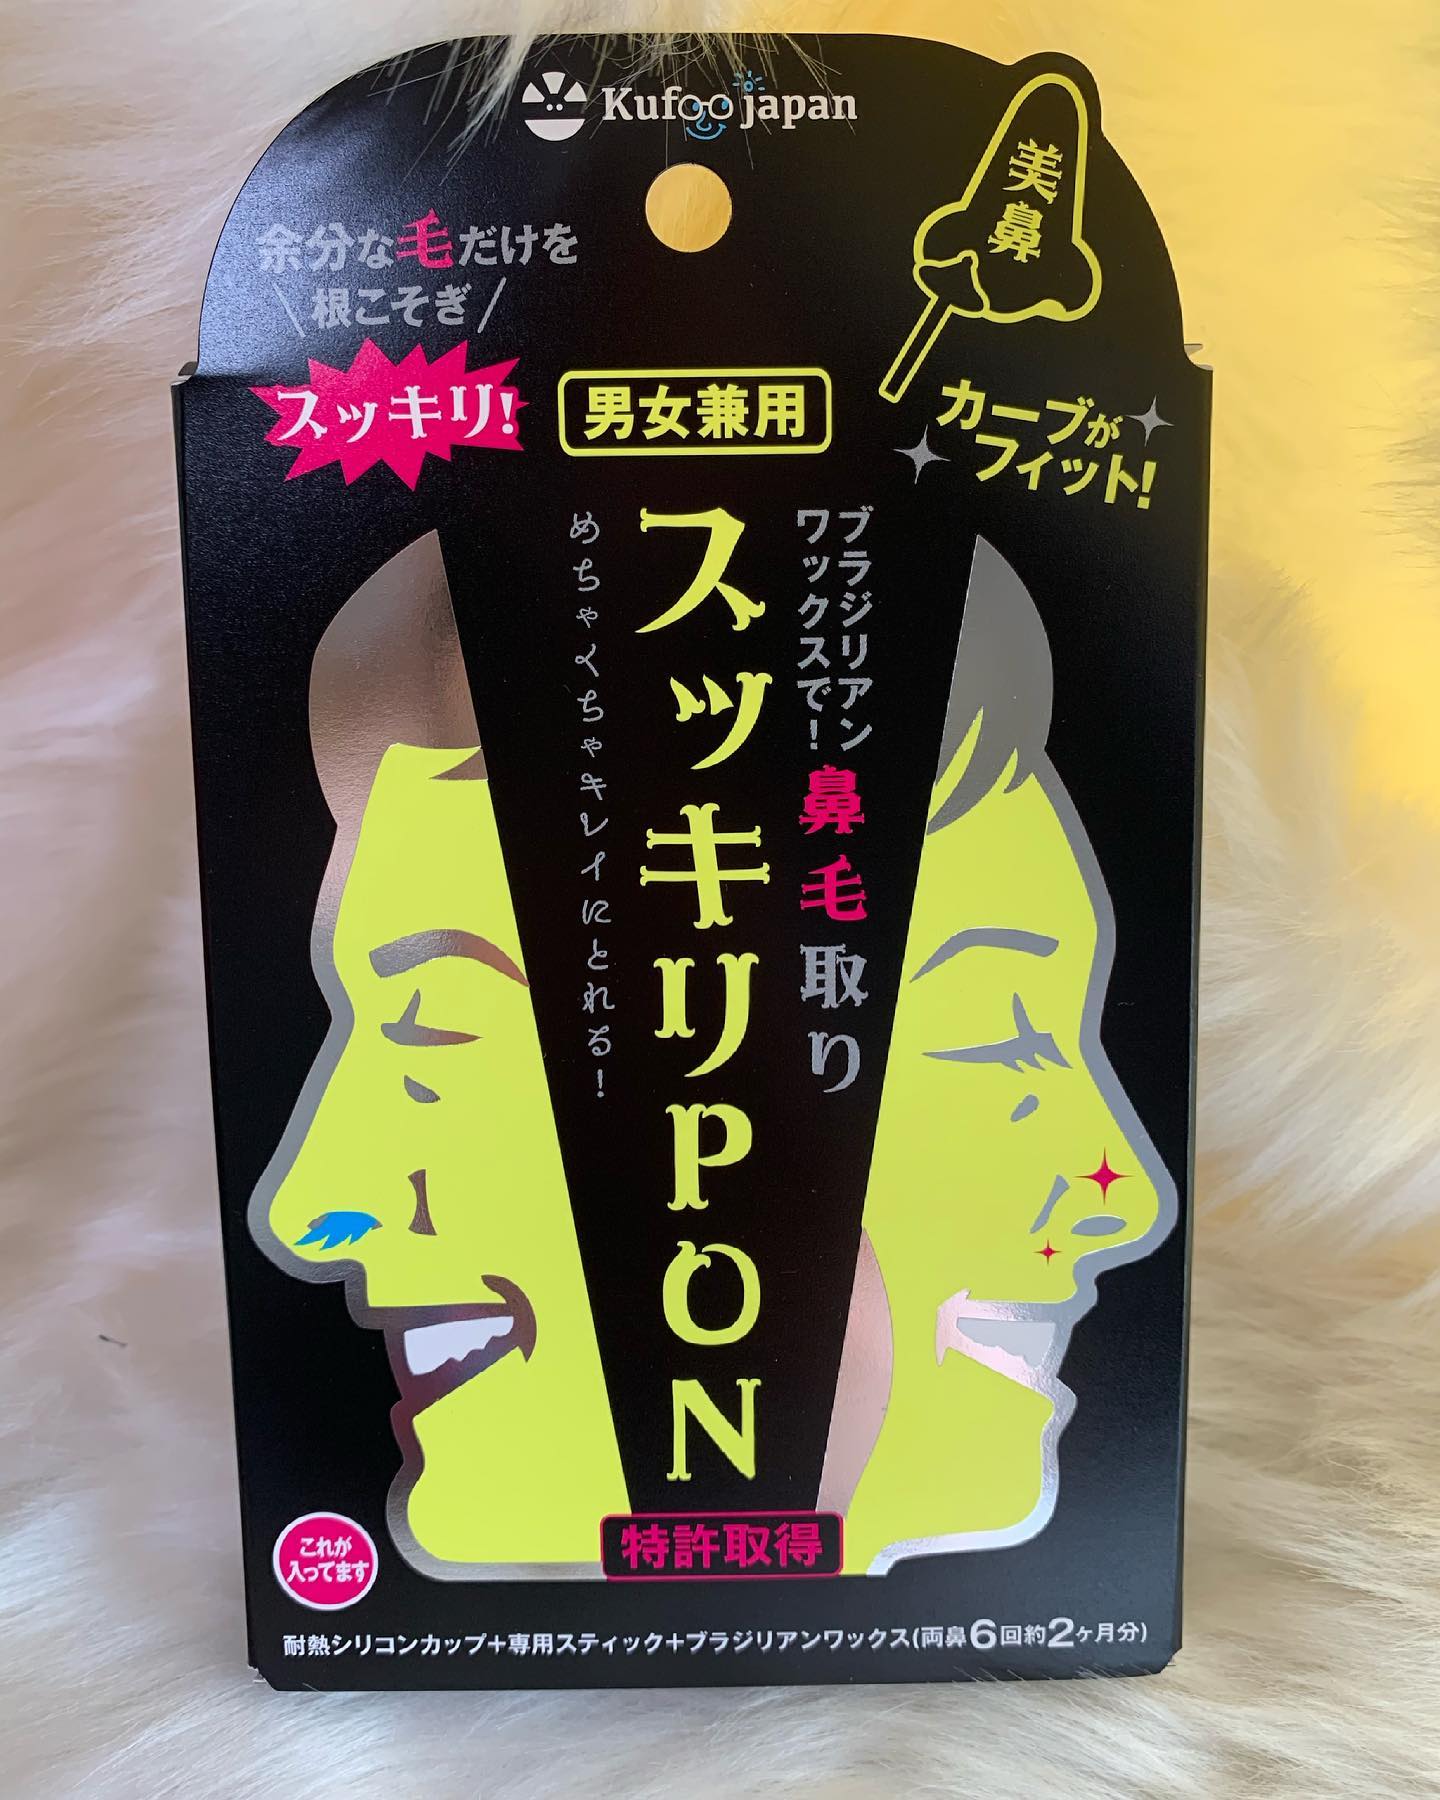 Kufoo japan
美鼻
余分な毛だけを
根こそぎ
スッキリ!
男女兼用
カーブが
フィット!
ブラジリアン
ワックスで!
鼻毛取り
スッキリPON
めちゃくちゃキレイにとれる!
特許取得
これが
入ってます
耐熱シリコンカップ+専用スティック+ブラジリアンワックス(両鼻6回約2ヶ月分)